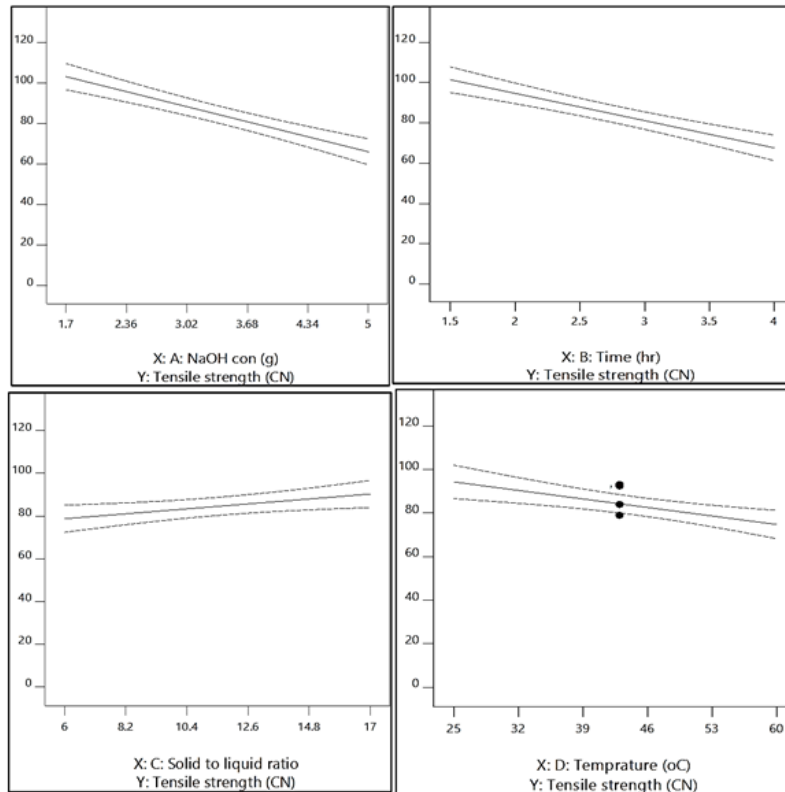 120
100
80
60
40
20
0
1.7 2.36 3.02 3.68 4.34 5
X: A: NaOH con (g)
Y: Tensile strength (CN)
120
100
80
60
40
20
0
1.5 2 2.5 3 3.5 4
X: B: Time (hr)
Y: Tensile strength (CN)
120
100
80
60
40
20
0
6 8.2 10.4 12.6 14.8 17
X: C: Solid to liquid ratio
Y: Tensile strength (CN)
120
100
80
60
40
20
0
25 32 39 46 53 60
X: D: Temprature (oC)
Y: Tensile strength (CN)